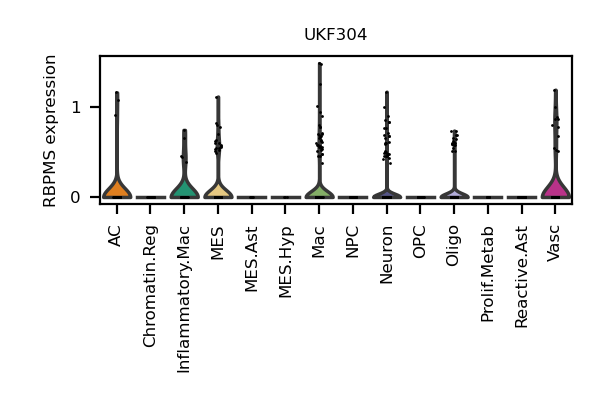 UKF304
RBPMS expression
1
0
AC
Chromatin.Reg
Inflammatory.Mac
MES
MES.Ast
MES.Hyp
Mac
NPC
Neuron
OPC
Oligo
Prolif.Metab
Reactive.Ast
Vasc